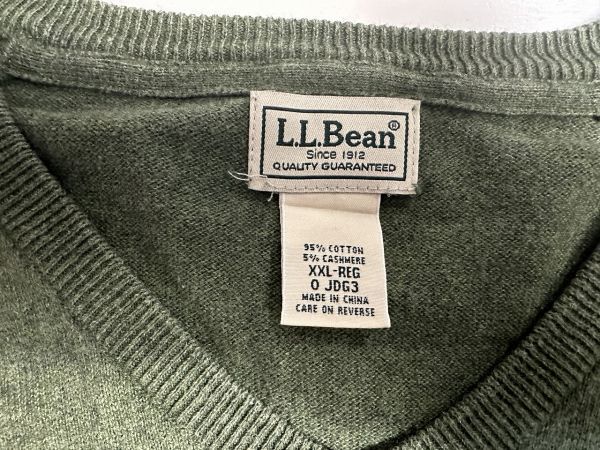 L.L.Bean®
Since 1912
QUALITY GUARANTEED
95% COTTON
5% CASHMERE
XXL-REG
0 JDG3
MADE IN CHINA
CARE ON REVERSE